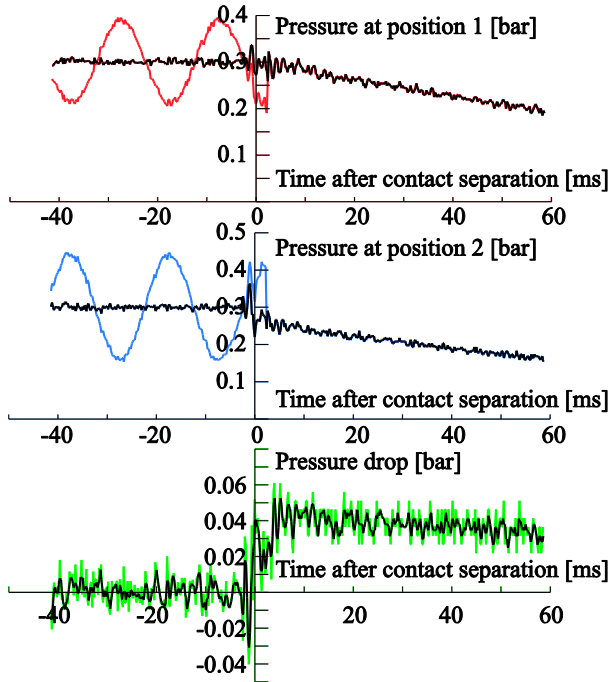 0.4
Pressure at position 1 [bar]
0.3
0.2
0.1
Time after contact separation [ms]
-40 -20 0 20 40 60
0.5
Pressure at position 2 [bar]
0.4
0.3
0.2
0.1
Time after contact separation [ms]
-40 -20 0 20 40 60
Pressure drop [bar]
0.06
0.04
0.02
Time after contact separation [ms]
-40 -20 0 20 40 60
-0.02
-0.04